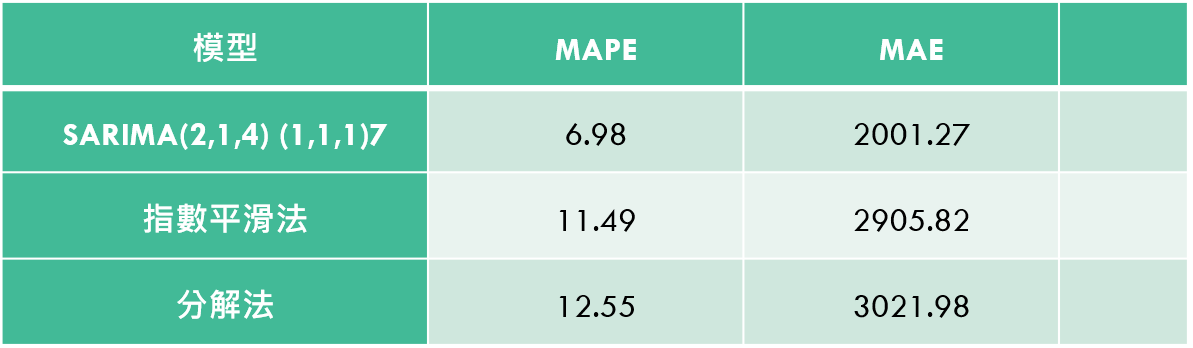 模型 MAPE MAE
SARIMA(2,1,4) (1,1,1)7 6.98 2001.27
指數平滑法 11.49 2905.82
分解法 12.55 3021.98